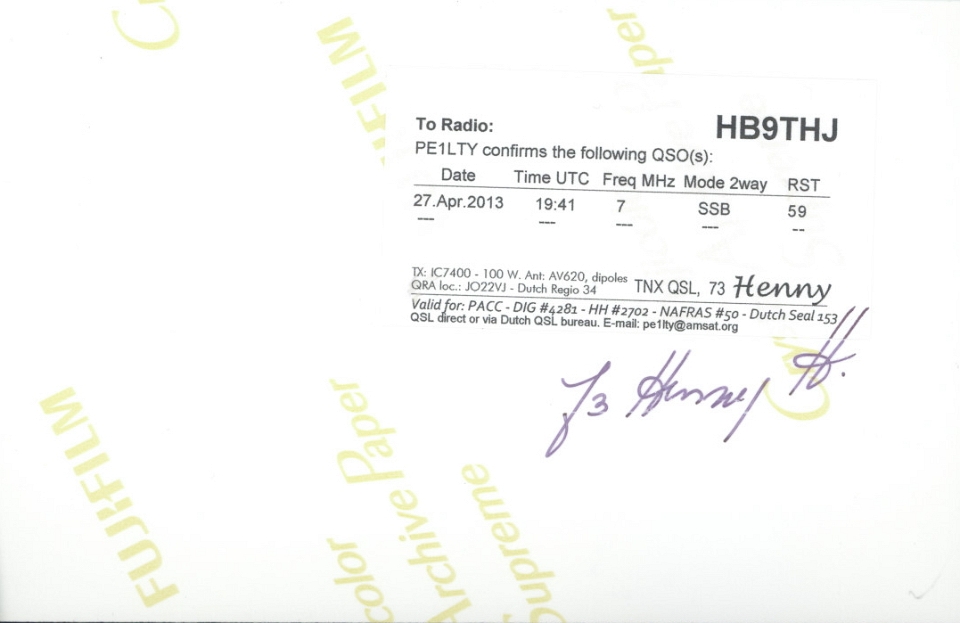 FUJIFILM
per
To Radio:
HB9THJ
PE1LTY confirms the following QSO(s):
Date Time UTC Freq MHz Mode 2way RST
27.Apr.2013 19:41 7 SSB 59
--- --- --- --- --
TX: IC7400 - 100 W. Ant: AV620, dipoles
QRA loc.: JO22VJ - Dutch Regio 34
TNX QSL, 73 Henny
Valid for: PACC - DIG #4281 - HH #2702 - NAFRAS #50 - Dutch Seal 153
QSL direct or via Dutch QSL bureau. E-mail: pe1lty@amsat.org
73 Henny H.
FUJIFILM
color
Archive Paper
Supreme